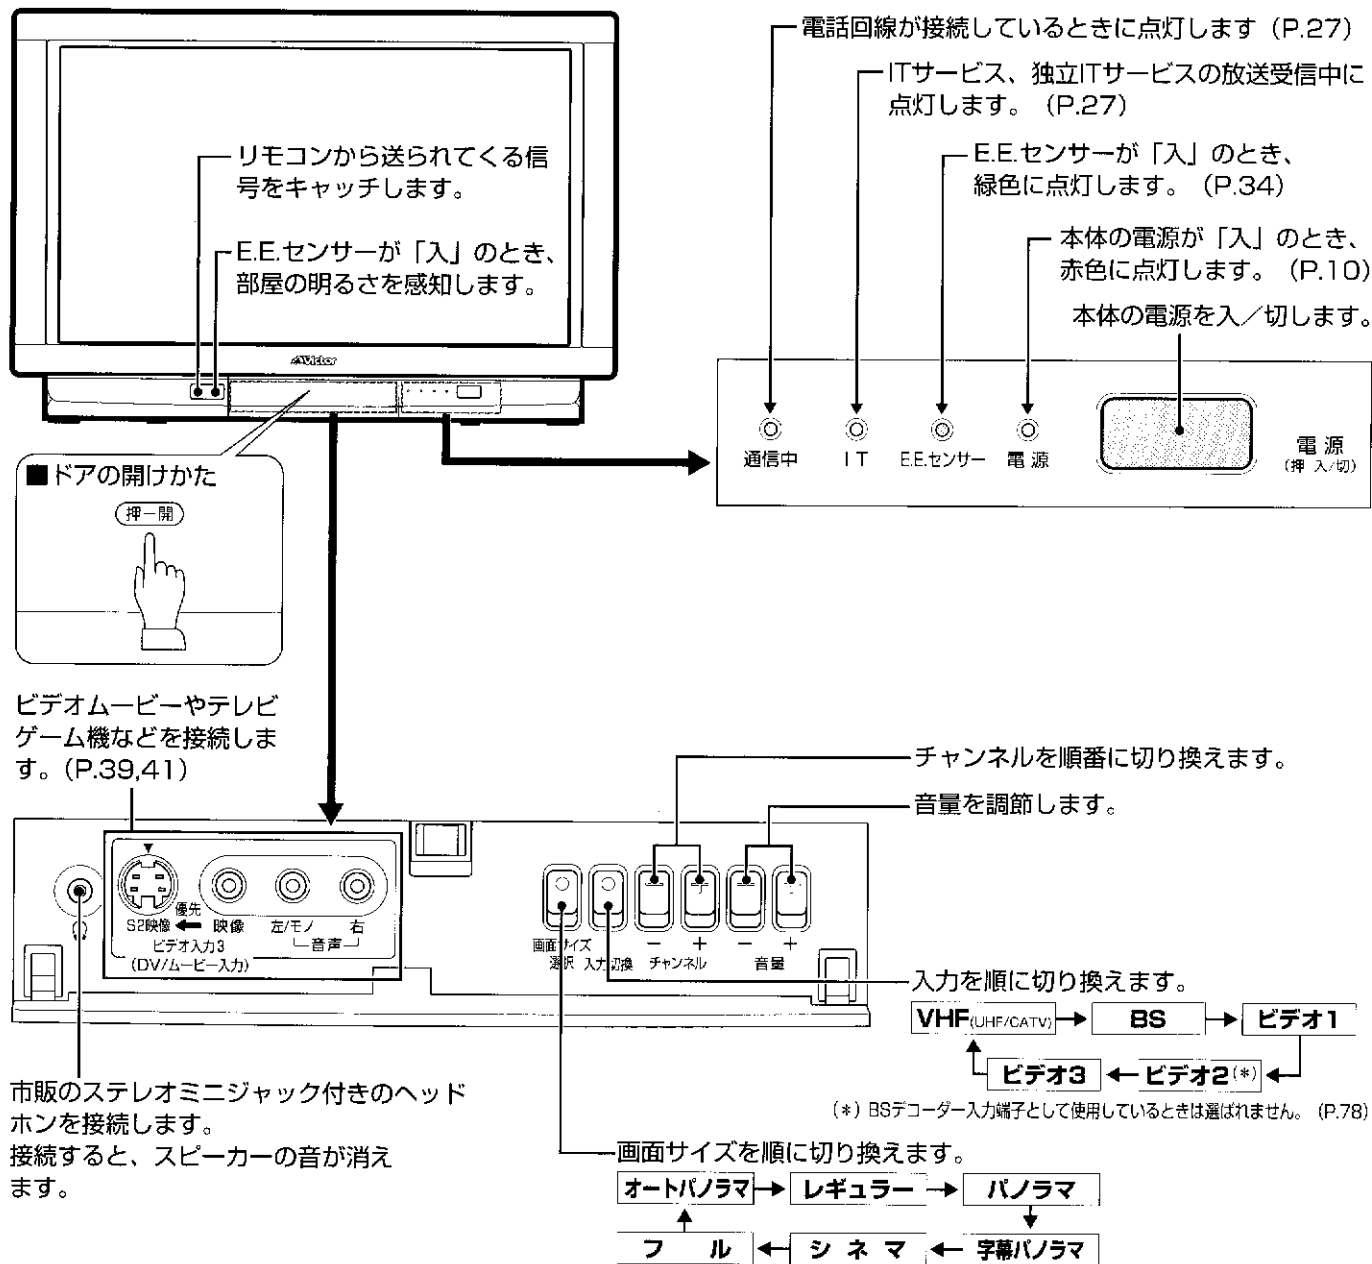 電話回線が接続しているときに点灯します（P.27）
ITサービス、独立ITサービスの放送受信中に
点灯します。（P.27）
E.E.センサーが「入」のとき、
緑色に点灯します。（P.34）
本体の電源が「入」のとき、
赤色に点灯します。（P.10）
本体の電源を入／切します。
リモコンから送られてくる信
号をキャッチします。
E.E.センサーが「入」のとき、
部屋の明るさを感知します。
Victor
通信中
IT
E.E.センサー
電源
電源
（押 入/切）
■ドアの開けかた
押－開
ビデオムービーやテレビ
ゲーム機などを接続しま
す。（P.39,41）
チャンネルを順番に切り換えます。
音量を調節します。
S2映像
優先
映像
左/モノ
右
音声
ビデオ入力3
（DV/ムービー入力）
画面サイズ
選択
入力切換
－
＋
チャンネル
－
＋
音量
入力を順に切り換えます。
VHF(UHF/CATV)
BS
ビデオ1
ビデオ3
ビデオ2(*)
（*）BSデコーダー入力端子として使用しているときは選ばれません。（P.78）
市販のステレオミニジャック付きのヘッド
ホンを接続します。
接続すると、スピーカーの音が消え
ます。
画面サイズを順に切り換えます。
オートパノラマ
レギュラー
パノラマ
フル
シネマ
字幕パノラマ